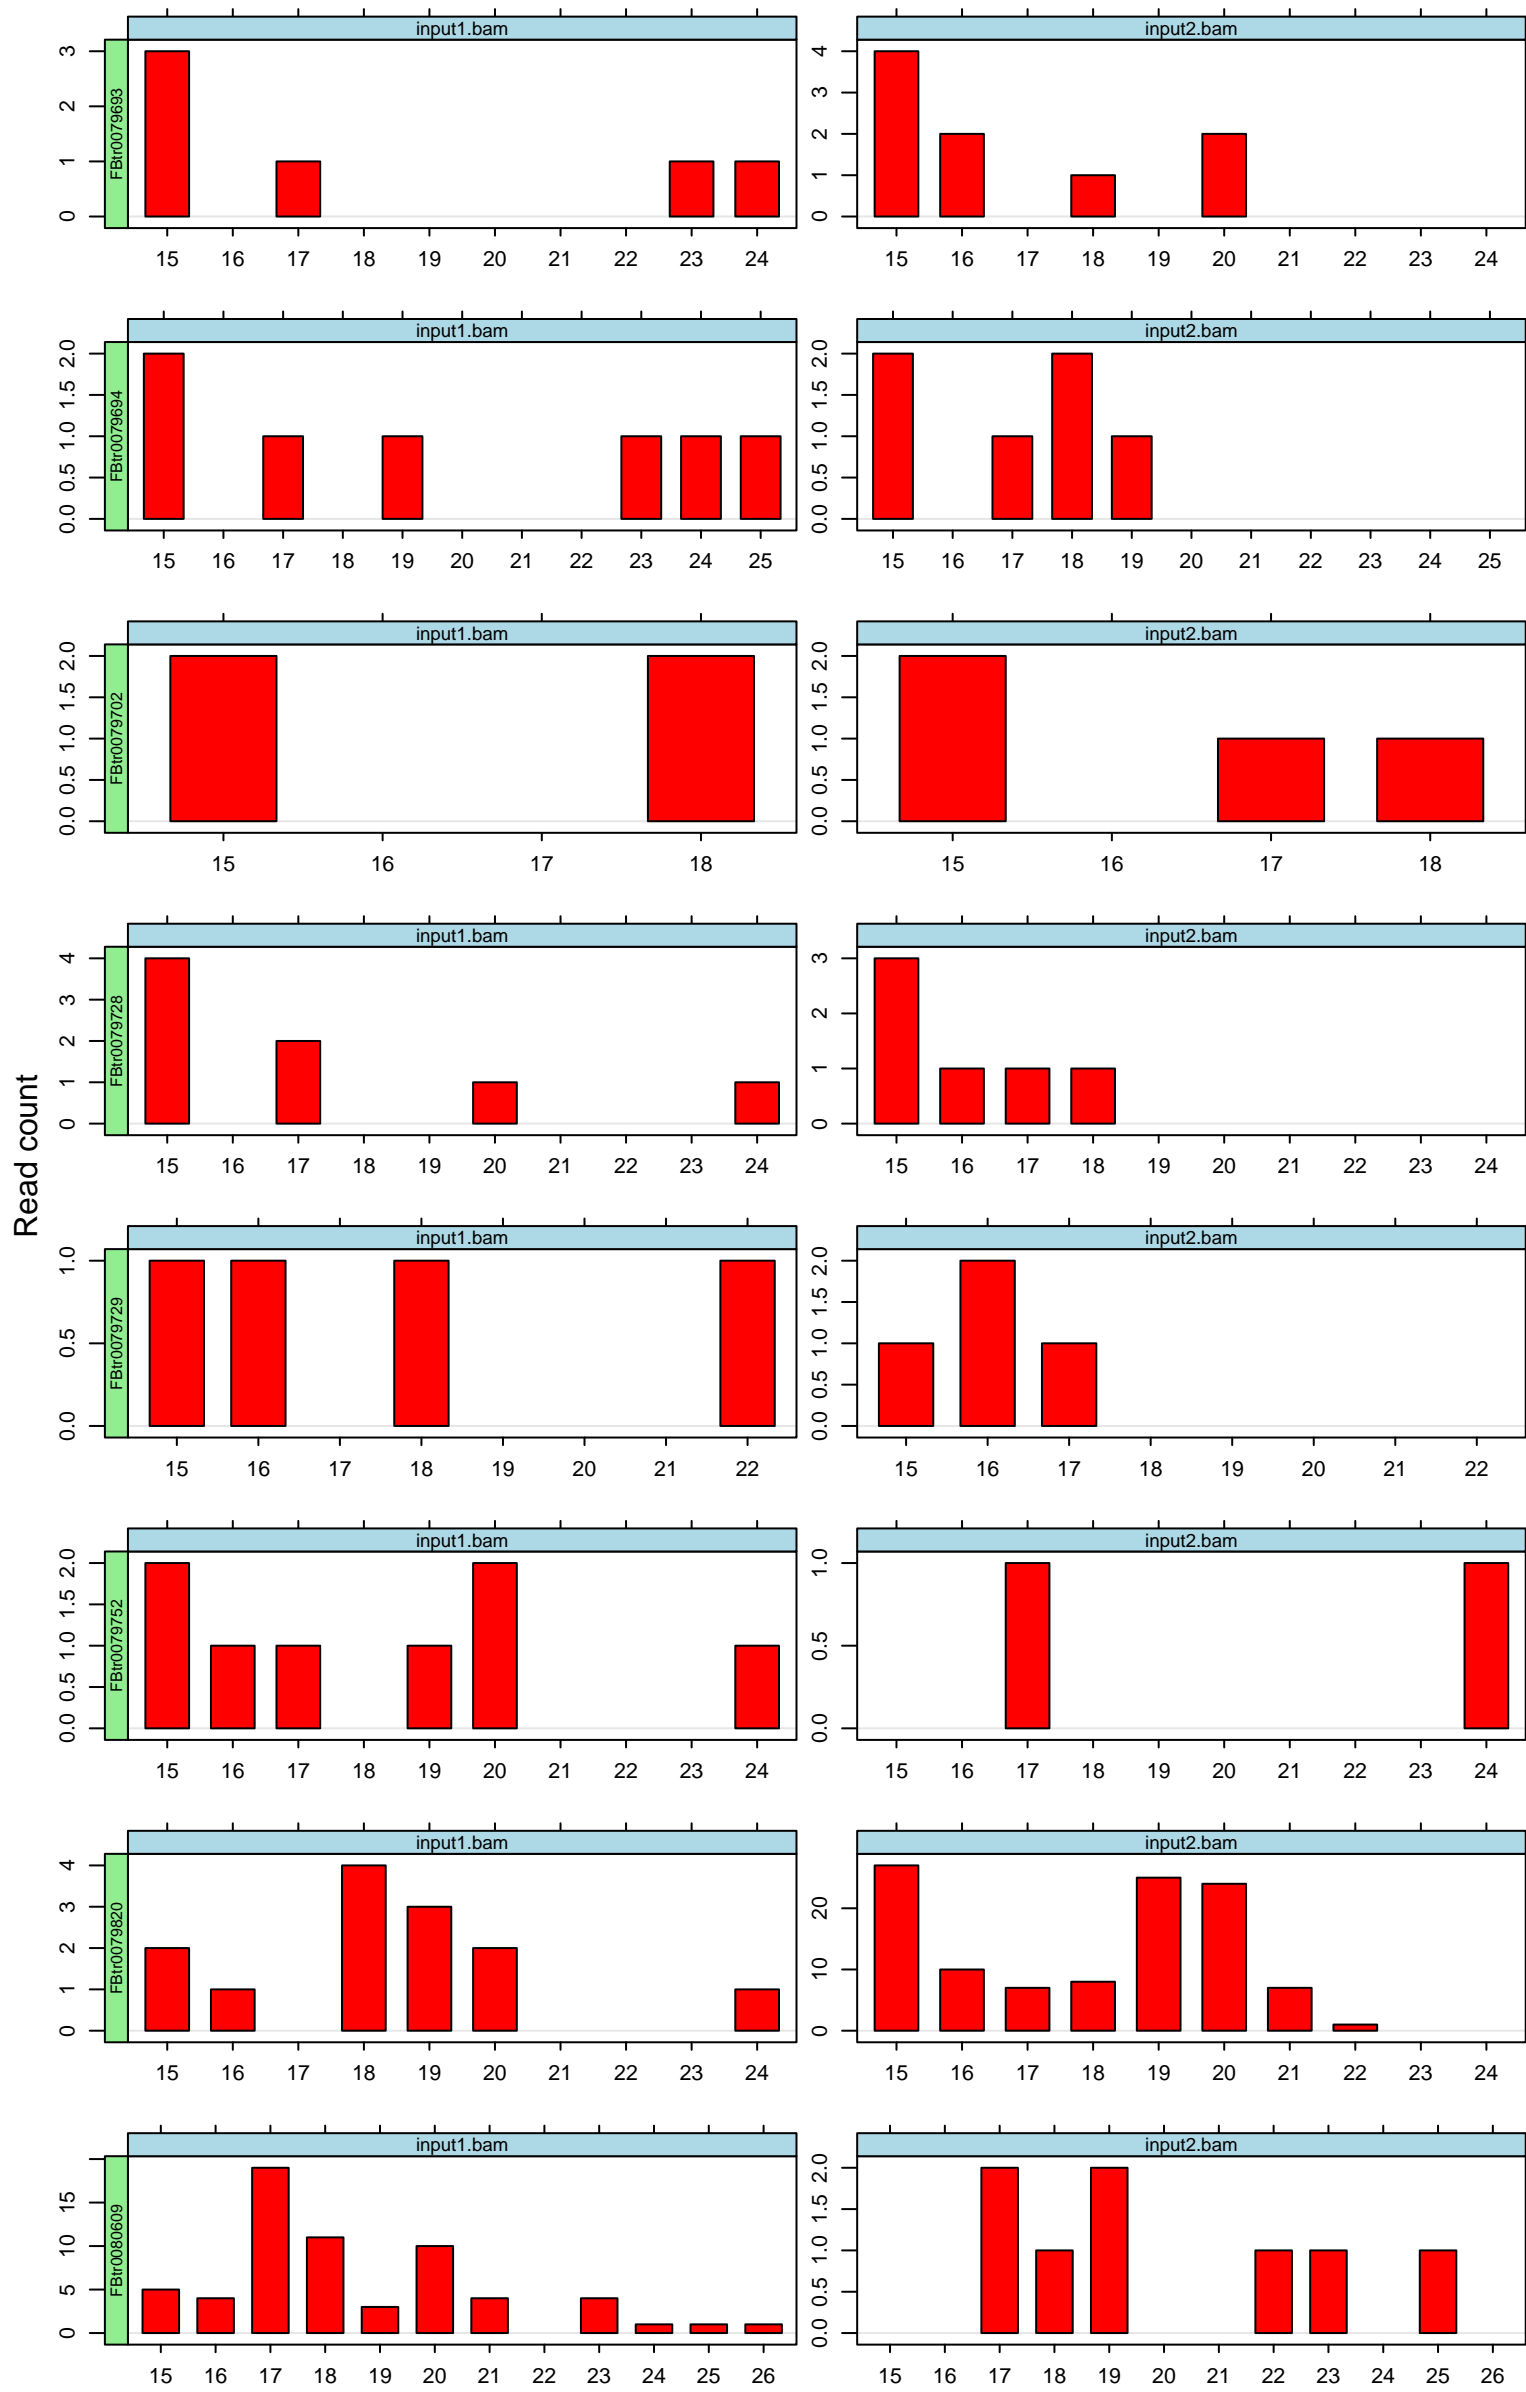 Read count
input1.bam
input2.bam
FBtr0079693
0 1 2 3
0 1 2 3 4
15 16 17 18 19 20 21 22 23 24
15 16 17 18 19 20 21 22 23 24
input1.bam
input2.bam
FBtr0079694
0.0 0.5 1.0 1.5 2.0
0.0 0.5 1.0 1.5 2.0
15 16 17 18 19 20 21 22 23 24 25
15 16 17 18 19 20 21 22 23 24 25
input1.bam
input2.bam
FBtr0079702
0.0 0.5 1.0 1.5 2.0
0.0 0.5 1.0 1.5 2.0
15 16 17 18
15 16 17 18
input1.bam
input2.bam
FBtr0079728
0 1 2 3 4
0 1 2 3
15 16 17 18 19 20 21 22 23 24
15 16 17 18 19 20 21 22 23 24
input1.bam
input2.bam
FBtr0079729
0.0 0.5 1.0
0.0 0.5 1.0 1.5 2.0
15 16 17 18 19 20 21 22
15 16 17 18 19 20 21 22
input1.bam
input2.bam
FBtr0079752
0.0 0.5 1.0 1.5 2.0
0.0 0.5 1.0
15 16 17 18 19 20 21 22 23 24
15 16 17 18 19 20 21 22 23 24
input1.bam
input2.bam
FBtr0079820
0 1 2 3 4
0 10 20
15 16 17 18 19 20 21 22 23 24
15 16 17 18 19 20 21 22 23 24
input1.bam
input2.bam
FBtr0080609
0 5 10 15
0.0 0.5 1.0 1.5 2.0
15 16 17 18 19 20 21 22 23 24 25 26
15 16 17 18 19 20 21 22 23 24 25 26